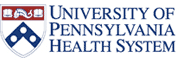 UNIVERSITY OF
PENNSYLVANIA
HEALTH SYSTEM